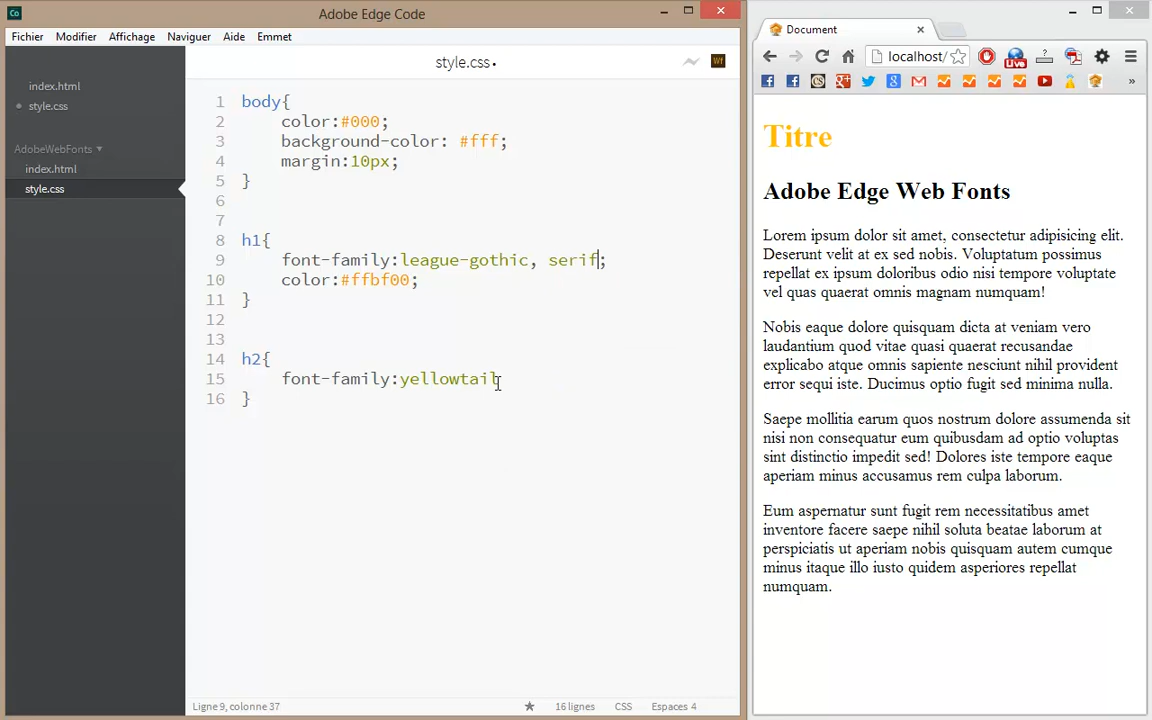 Adobe Edge Code
Fichier Modifier Affichage Naviguer Aide Emmet
index.html
style.css
AdobeWebFonts
index.html
style.css
style.css •
1 body{
2 color:#000;
3 background-color: #fff;
4 margin:10px;
5 }
6
7
8 h1{
9 font-family:league-gothic, serif;
10 color:#ffbf00;
11 }
12
13
14 h2{
15 font-family:yellowtail
16 }
Ligne 9, colonne 37
16 lignes CSS Espaces 4
Document
localhost/
Titre
Adobe Edge Web Fonts
Lorem ipsum dolor sit amet, consectetur adipisicing elit.
Deserunt velit at ex sed nobis. Voluptatum possimus
repellat ex ipsum doloribus odio nisi tempore voluptate
vel quas quaerat omnis magnam numquam!
Nobis eaque dolore quisquam dicta at veniam vero
laudantium quod vitae quasi quaerat recusandae
explicabo atque omnis sapiente nesciunt nihil provident
error sequi iste. Ducimus optio fugit sed minima nulla.
Saepe mollitia earum quos nostrum dolore assumenda sit
nisi non consequatur eum quibusdam ad optio voluptas
sint distinctio impedit sed! Dolores iste tempore eaque
aperiam minus accusamus rem culpa laborum.
Eum aspernatur sunt fugit rem necessitatibus amet
inventore facere saepe nihil soluta beatae laborum at
perspiciatis ut aperiam nobis quisquam autem cumque
minus itaque illo iusto quidem asperiores repellat
numquam.